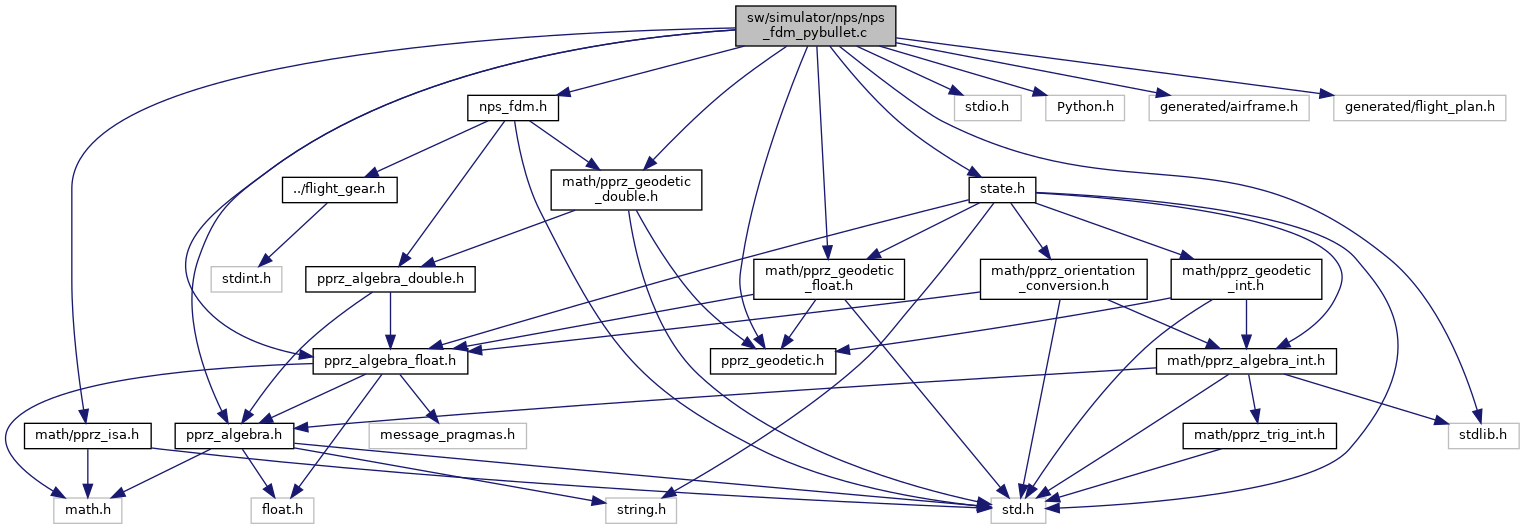 sw/simulator/nps/nps
_fdm_pybullet.c
nps_fdm.h
stdio.h
Python.h
generated/airframe.h
generated/flight_plan.h
../flight_gear.h
math/pprz_geodetic
_double.h
state.h
stdint.h
pprz_algebra_double.h
math/pprz_geodetic
_float.h
math/pprz_orientation
_conversion.h
math/pprz_geodetic
_int.h
pprz_algebra_float.h
pprz_geodetic.h
math/pprz_algebra_int.h
math/pprz_isa.h
pprz_algebra.h
message_pragmas.h
math/pprz_trig_int.h
stdlib.h
math.h
float.h
string.h
std.h